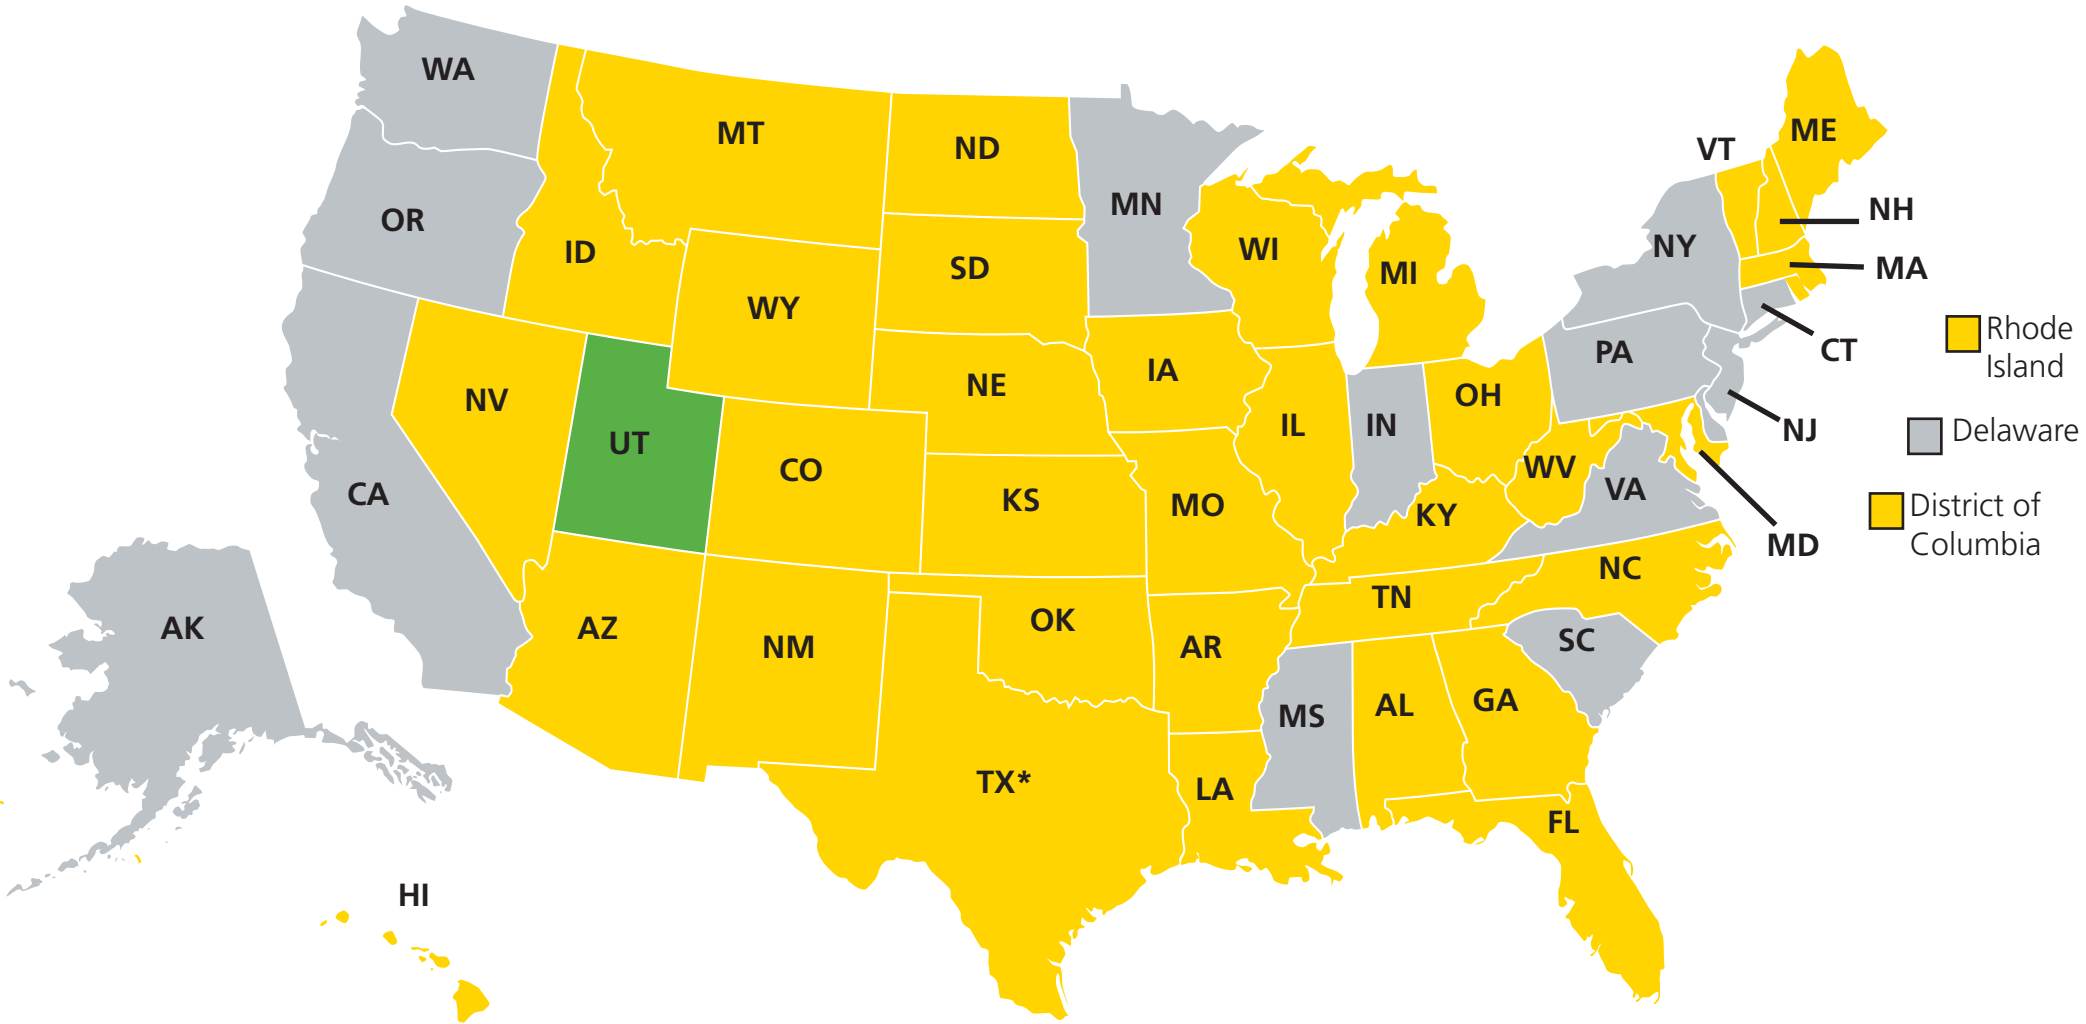 WA
MT
ND
MN
VT
ME
OR
ID
SD
WI
MI
NY
NH
MA
WY
Rhode
Island
CT
PA
NV
UT
NE
IA
IL
IN
OH
NJ
Delaware
CO
CA
KS
MO
KY
WV
VA
MD
District of
Columbia
AK
AZ
NM
OK
AR
TN
NC
SC
MS
AL
GA
TX*
LA
FL
HI